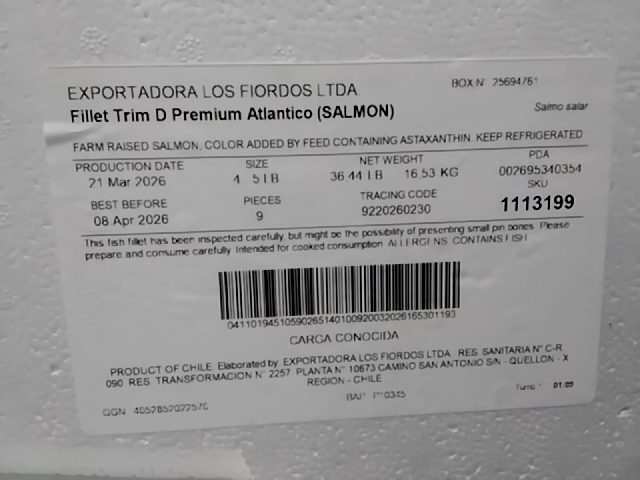 EXPORTADORA LOS FIORDOS LTDA.
BOX N° 25694761
Fillet Trim D Premium Atlantico (SALMON)
Salmo salar
FARM RAISED SALMON, COLOR ADDED BY FEED CONTAINING ASTAXANTHIN. KEEP REFRIGERATED
PRODUCTION DATE SIZE NET WEIGHT PDA
21 Mar 2026 4 5 LB 36.44 LB 16.53 KG 002695340354
BEST BEFORE PIECES TRACING CODE SKU
08 Apr 2026 9 9220260230 1113199
This fish fillet has been inspected carefully but might be the possibility of presenting small pin bones. Please
prepare and consume carefully. Intended for cooked consumption. ALLERGENS: CONTAINS FISH
04110194510590265140100920032026165301193
CARGA CONOCIDA
PRODUCT OF CHILE. Elaborated by: EXPORTADORA LOS FIORDOS LTDA. RES. SANITARIA N° C-R
090 RES. TRANSFORMACION N° 2257 PLANTA N° 10673 CAMINO SAN ANTONIO S/N - QUELLON - X
REGION - CHILE
GGN
Turno 1